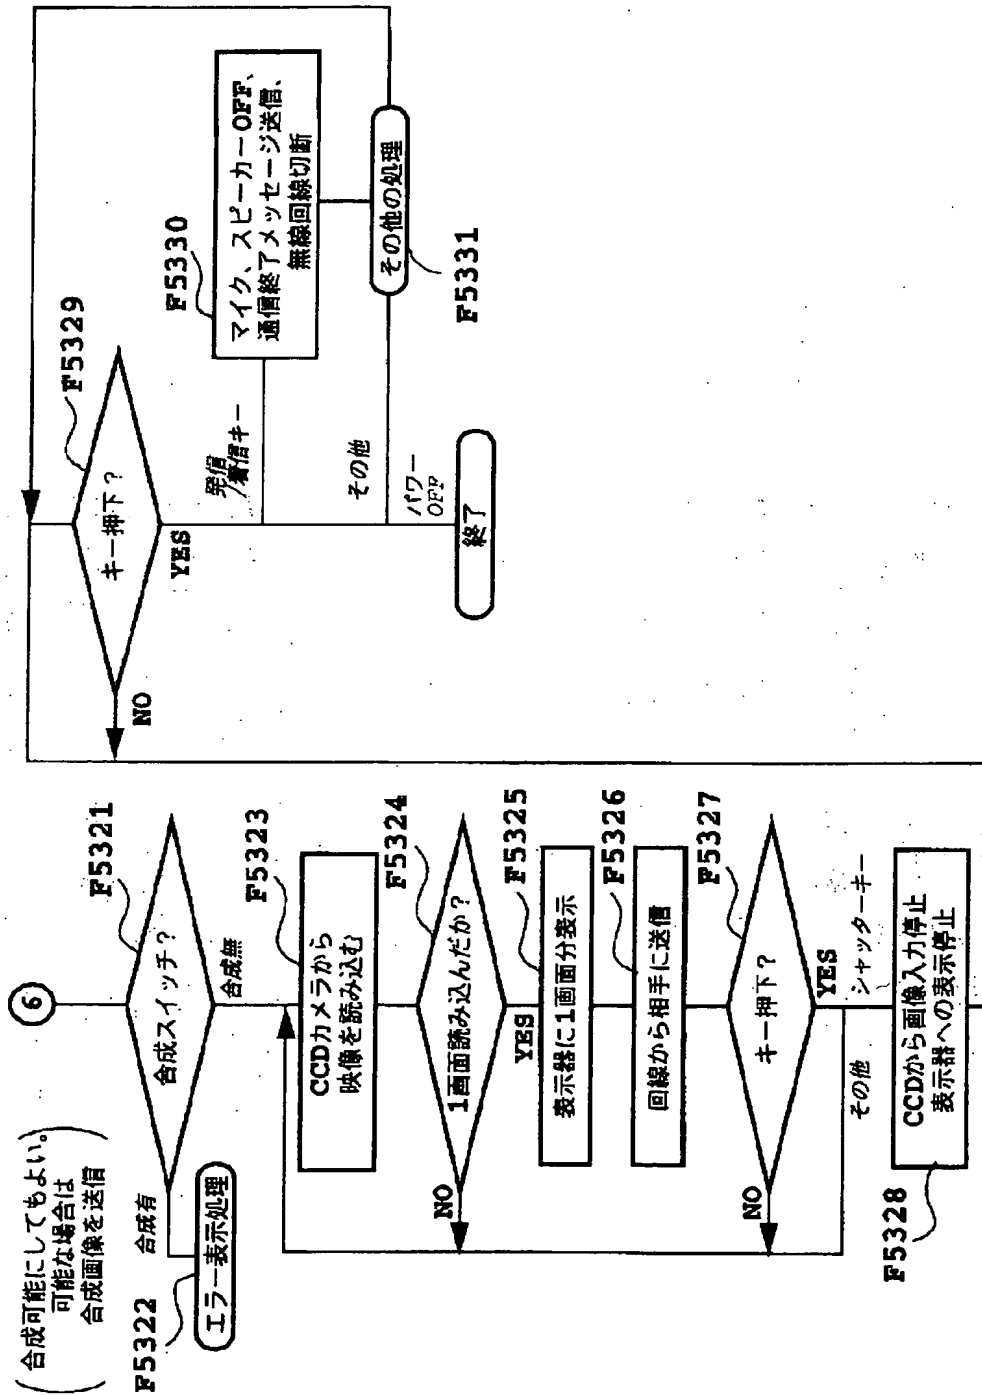 6
(合成可能にしてもよい。
可能な場合は
合成画像を送信)
合成スイッチ?
F5321
合成有
F5322
エラー表示処理
合成無
F5323
CCDカメラから
映像を読み込む
F5324
1画面読み込んだか?
NO
YES
F5325
表示器に1画面分表示
F5326
回線から相手に送信
F5327
キー押下?
NO
YES
その他
シャッターキー
F5328
CCDから画像入力停止
表示器への表示停止
F5329
キー押下?
NO
YES
発信
/着信キー
F5330
マイク、スピーカーOFF、
通信終了メッセージ送信、
無線回線切断
その他
その他の処理
F5331
パワー
OFF
終了